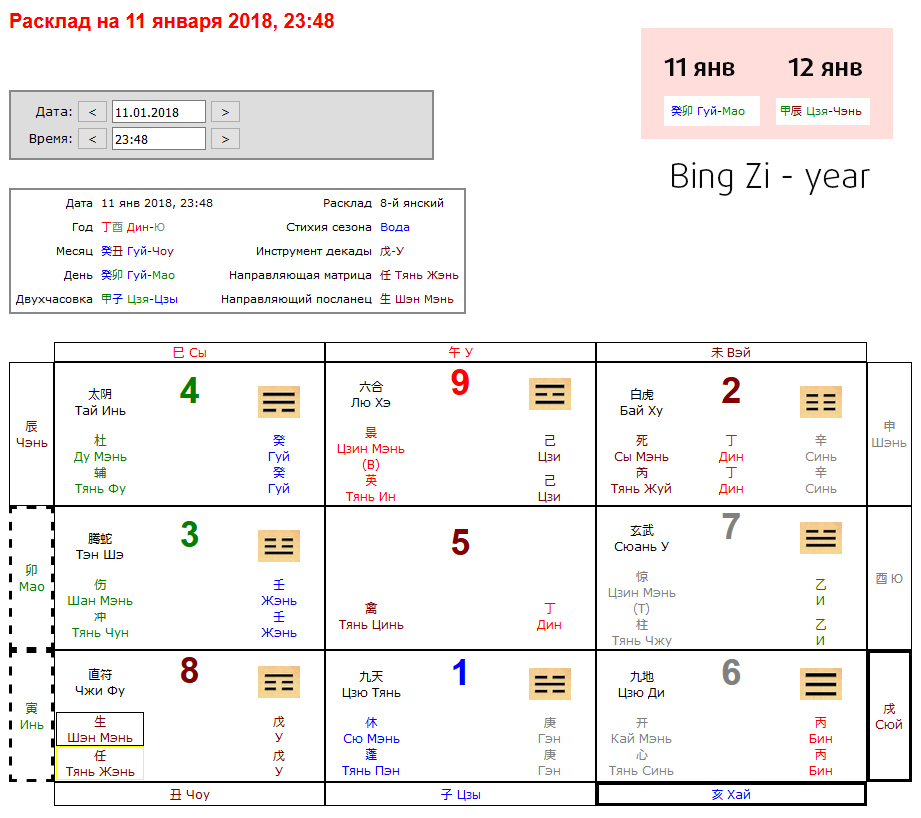 Расклад на 11 января 2018, 23:48
11 янв 12 янв
癸卯 Гуй-Мао 甲辰 Цзя-Чэнь
Bing Zi - year
Дата: < 11.01.2018 >
Время: < 23:48 >
Дата 11 янв 2018, 23:48 Расклад 8-й янский
Год 丁酉 Дин-Ю Стихия сезона Вода
Месяц 癸丑 Гуй-Чоу Инструмент декады 戊-У
День 癸卯 Гуй-Мао Направляющая матрица 任 Тянь Жэнь
Двухчасовка 甲子 Цзя-Цзы Направляющий посланец 生 Шэн Мэнь
巳 Сы 午 У 未 Вэй
辰
Чэнь
太阴
Тай Инь
4
杜
Ду Мэнь
辅
Тянь Фу
癸
Гуй
癸
Гуй
六合
Лю Хэ
9
景
Цзин Мэнь
(В)
英
Тянь Ин
己
Цзи
己
Цзи
白虎
Бай Ху
2
死
Сы Мэнь
芮
Тянь Жуй
丁
Дин
丁
Дин
辛
Синь
辛
Синь
申
Шэнь
卯
Мао
腾蛇
Тэн Шэ
3
伤
Шан Мэнь
冲
Тянь Чун
壬
Жэнь
壬
Жэнь
5
禽
Тянь Цинь
丁
Дин
玄武
Сюань У
7
惊
Цзин Мэнь
(Т)
柱
Тянь Чжу
乙
И
乙
И
酉 Ю
寅
Инь
直符
Чжи Фу
8
生
Шэн Мэнь
任
Тянь Жэнь
戊
У
戊
У
九天
Цзю Тянь
1
休
Сю Мэнь
蓬
Тянь Пэн
庚
Гэн
庚
Гэн
九地
Цзю Ди
6
开
Кай Мэнь
心
Тянь Синь
丙
Бин
丙
Бин
戌
Сюй
丑 Чоу 子 Цзы 亥 Хай